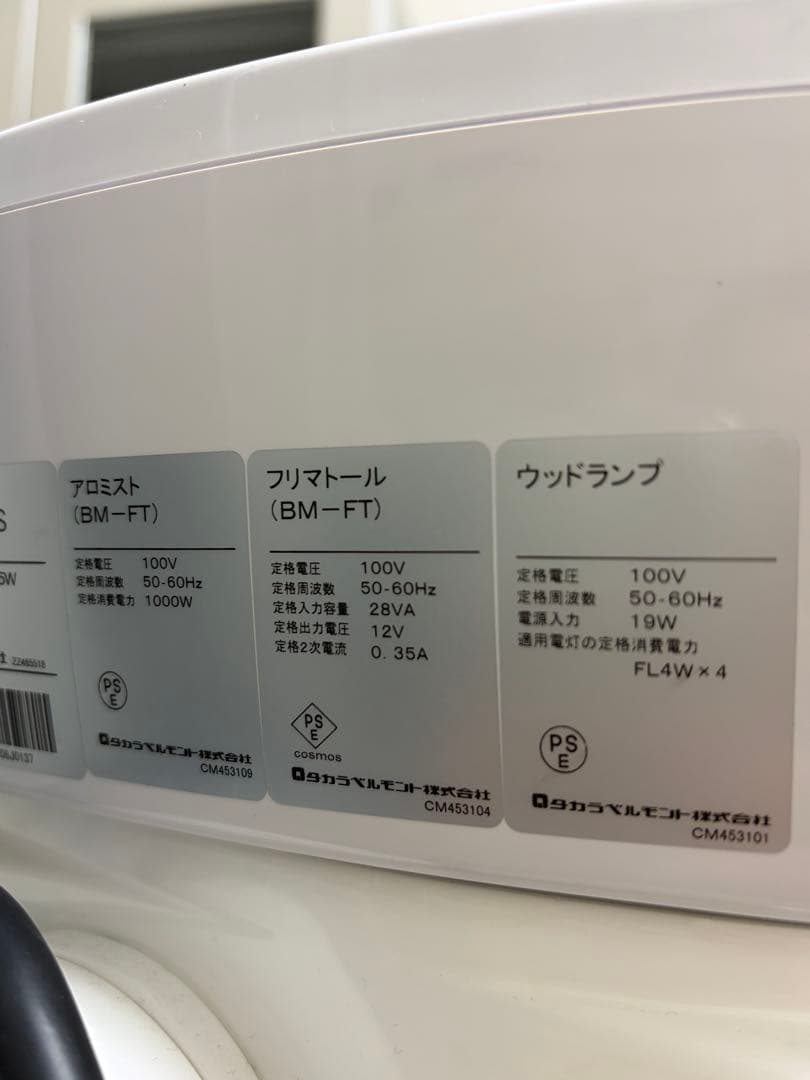 S
5W
社 ZZ465518
アロミスト
(BM-FT)
定格電圧 100V
定格周波数 50-60Hz
定格消費電力 1000W
PS
E
タカラベルモント株式会社
CM453109
フリマトール
(BM-FT)
定格電圧 100V
定格周波数 50-60Hz
定格入力容量 28VA
定格出力電圧 12V
定格2次電流 0.35A
PS
E
cosmos
タカラベルモント株式会社
CM453104
ウッドランプ
定格電圧 100V
定格周波数 50-60Hz
電源入力 19W
適用電灯の定格消費電力
FL4W×4
PS
E
タカラベルモント株式会社
CM453101